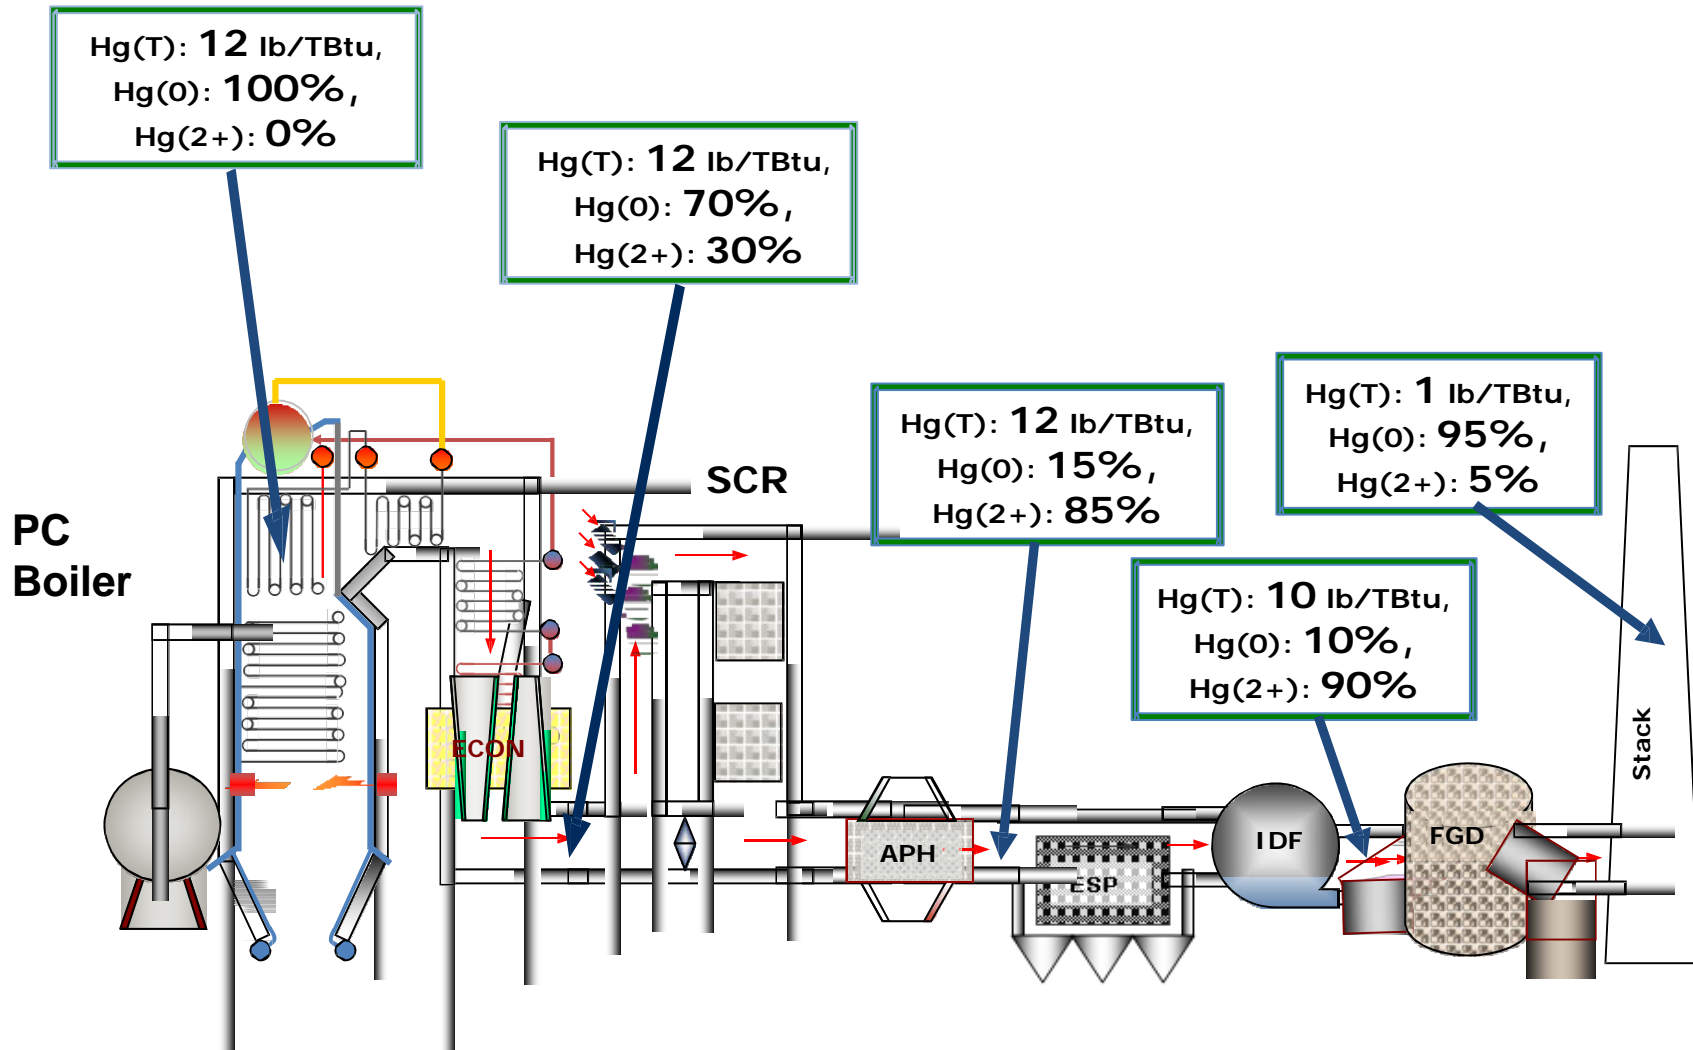 Hg(T): 12 lb/TBtu,
Hg(0): 100%,
Hg(2+): 0%
Hg(T): 12 lb/TBtu,
Hg(0): 70%,
Hg(2+): 30%
Hg(T): 12 lb/TBtu,
Hg(0): 15%,
Hg(2+): 85%
Hg(T): 1 lb/TBtu,
Hg(0): 95%,
Hg(2+): 5%
Hg(T): 10 lb/TBtu,
Hg(0): 10%,
Hg(2+): 90%
SCR
PC
Boiler
ECON
APH
ESP
IDF
FGD
Stack